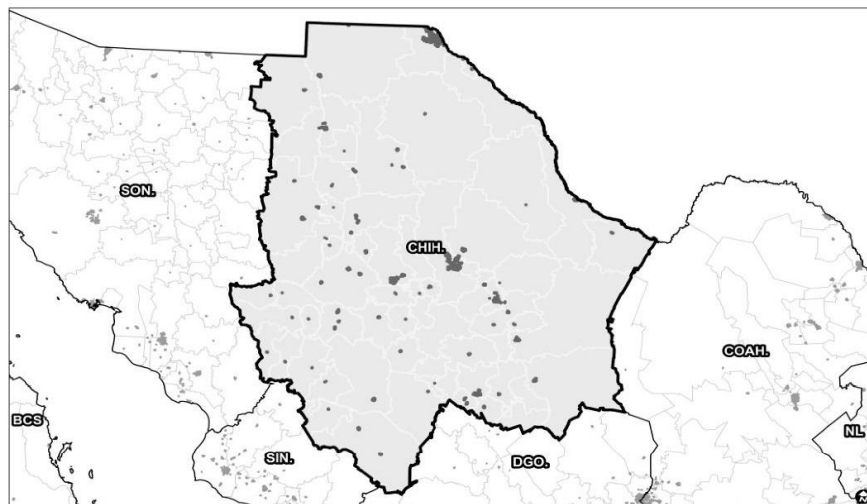 SON.
CHIH.
COAH.
BCS
SIN.
DGO.
NL